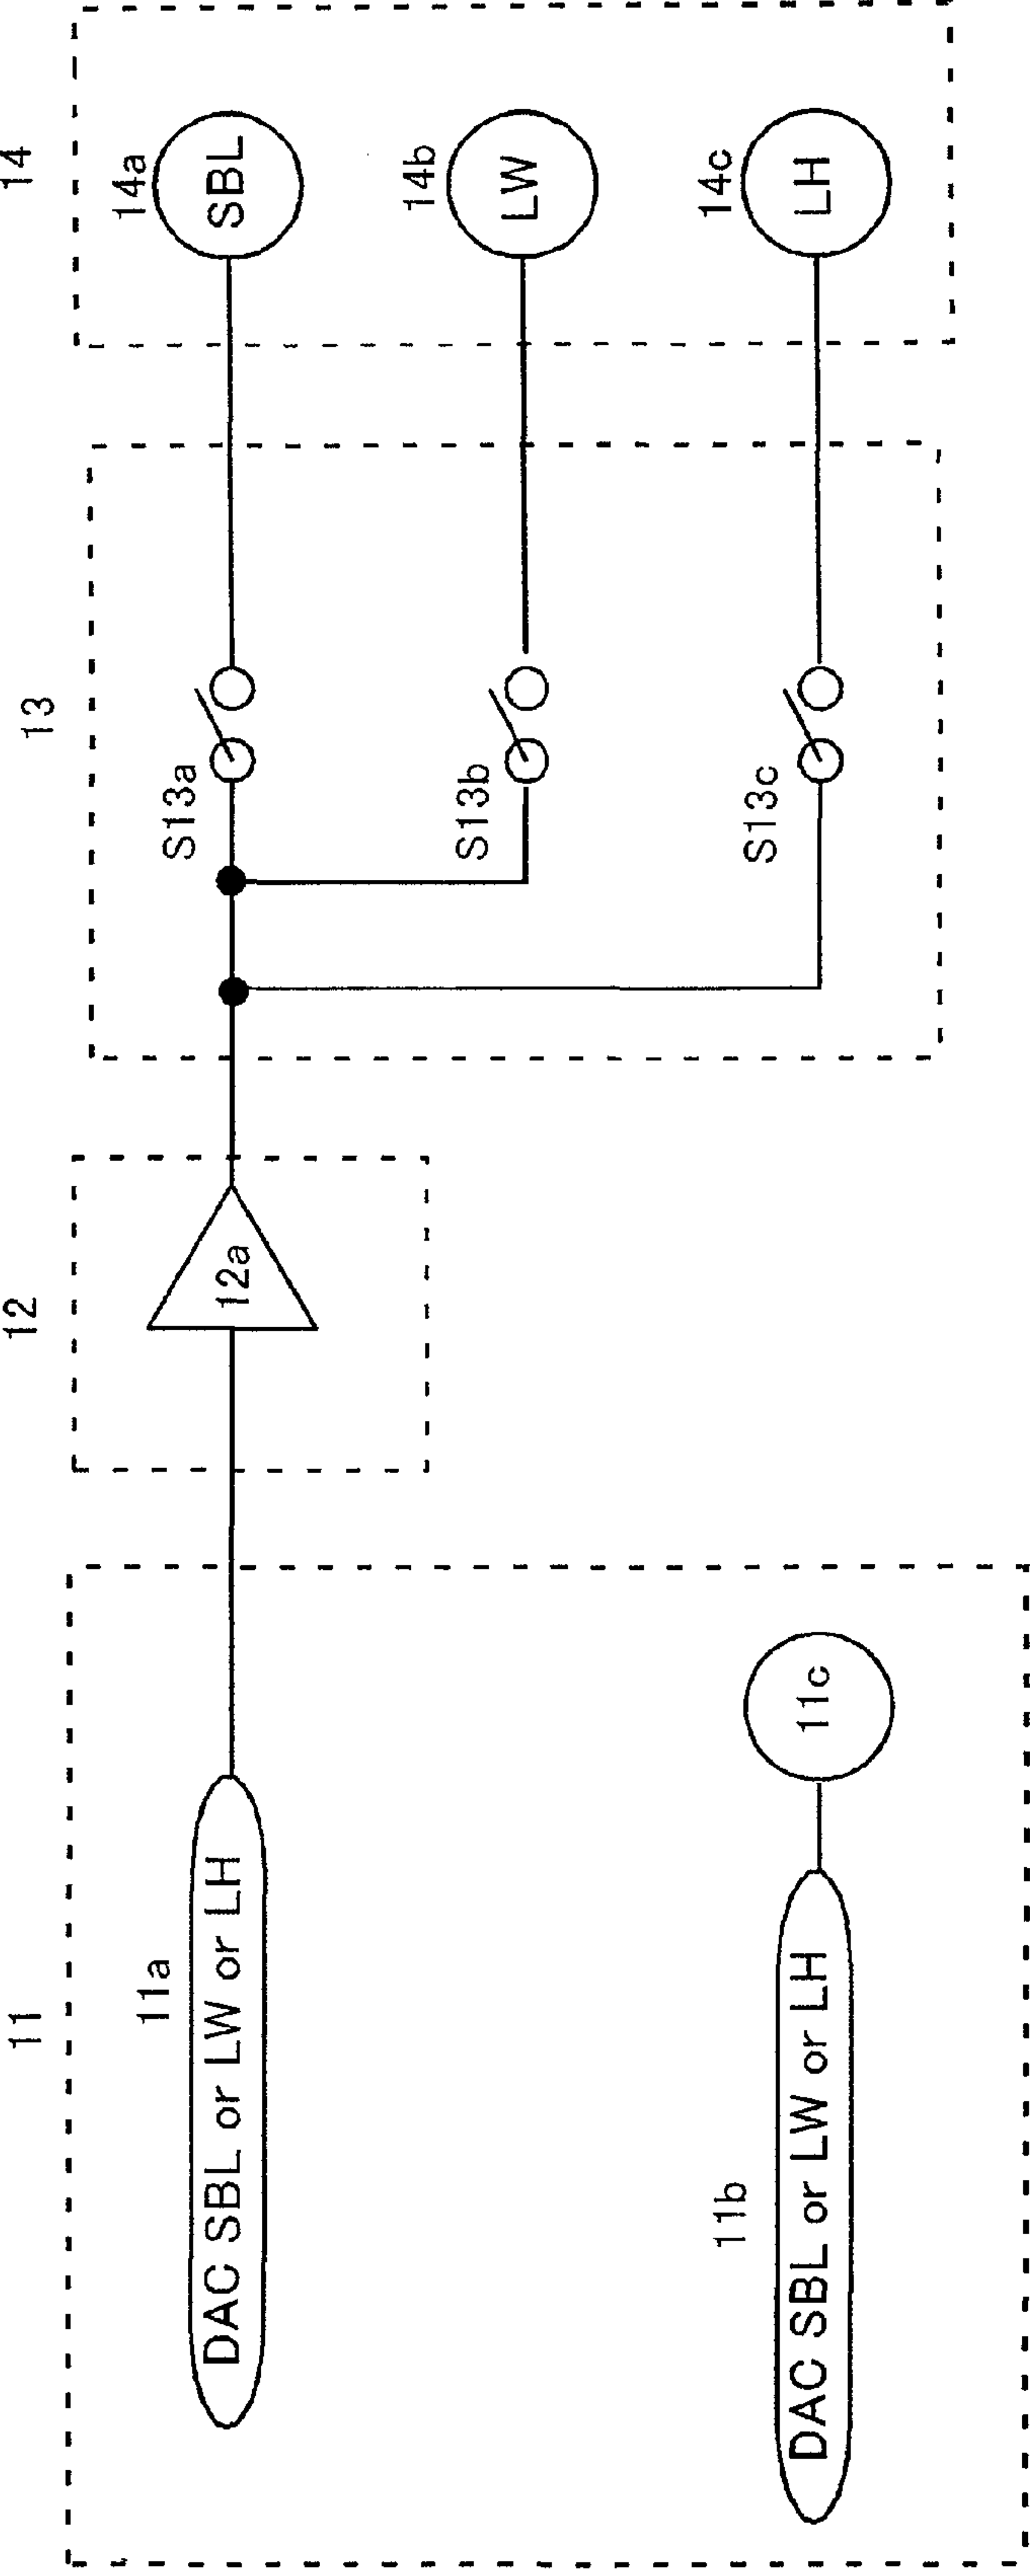 11
12
13
14
11a
DAC SBL or LW or LH
12a
S13a
14a
SBL
S13b
14b
LW
11b
DAC SBL or LW or LH
11c
S13c
14c
LH